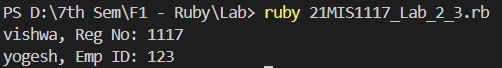 PS D:\7th Sem\F1 - Ruby\Lab> ruby 21MIS1117_Lab_2_3.rb
vishwa, Reg No: 1117
yogesh, Emp ID: 123